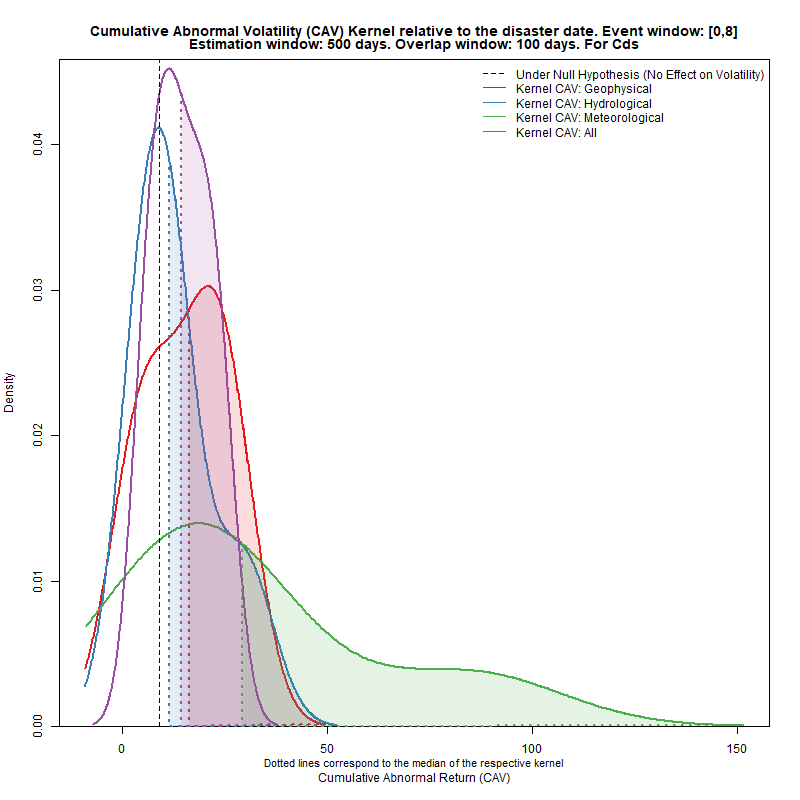 Cumulative Abnormal Volatility (CAV) Kernel relative to the disaster date. Event window: [0,8]
Estimation window: 500 days. Overlap window: 100 days. For Cds
Under Null Hypothesis (No Effect on Volatility)
Kernel CAV: Geophysical
Kernel CAV: Hydrological
Kernel CAV: Meteorological
Kernel CAV: All
Density
0.04
0.03
0.02
0.01
0.00
0 50 100 150
Dotted lines correspond to the median of the respective kernel
Cumulative Abnormal Return (CAV)